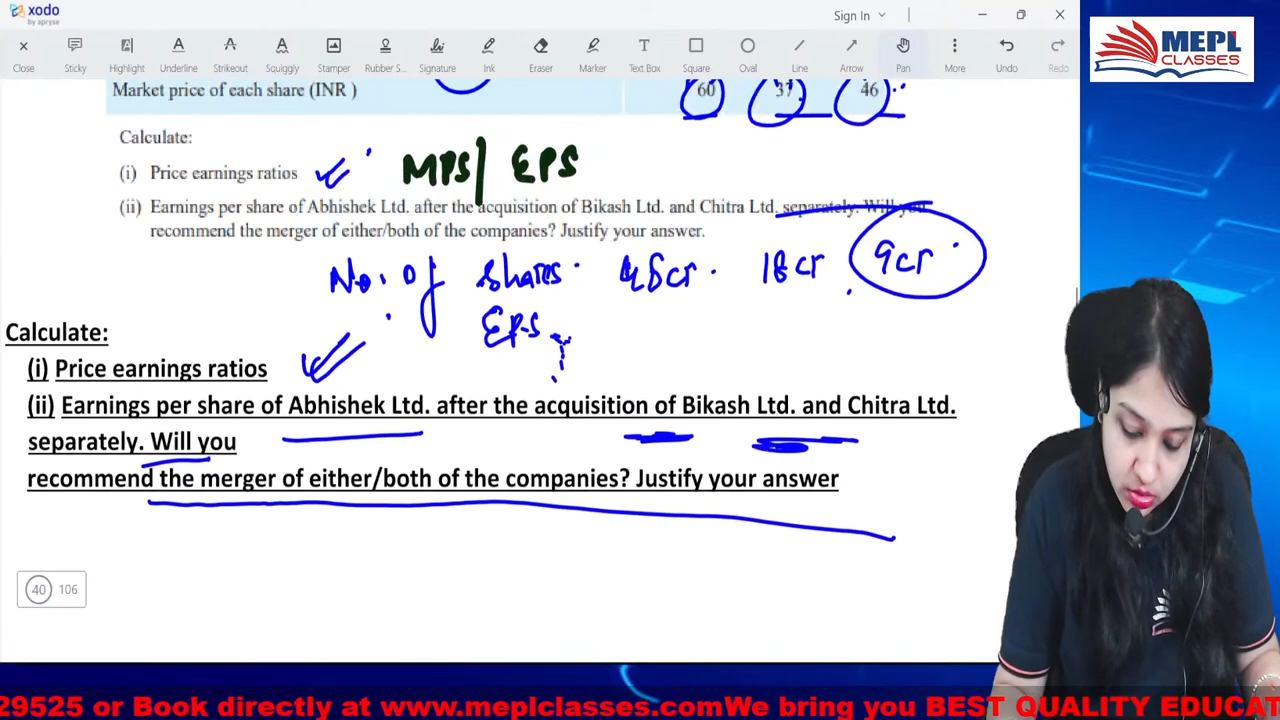 xodo
by apryse
Sign In
Close Sticky Highlight Underline Strikeout Squiggly Stamper Rubber Ink Eraser Marker Text Box Square Oval Line Arrow Pan More Undo Redo
MEPL
CLASSES
Market price of each share (INR ) 60 37 46
Calculate:
(i) Price earnings ratios
MPS/ EPS
(ii) Earnings per share of Abhishek Ltd. after the acquisition of Bikash Ltd. and Chitra Ltd. separately. Will you
recommend the merger of either/both of the companies? Justify your answer.
No. of shares 18cr 9cr
EPS
Calculate:
(i) Price earnings ratios
(ii) Earnings per share of Abhishek Ltd. after the acquisition of Bikash Ltd. and Chitra Ltd.
separately. Will you
recommend the merger of either/both of the companies? Justify your answer
40 106
29525 or Book directly at www.meplclasses.comWe bring you BEST QUALITY EDUCAT